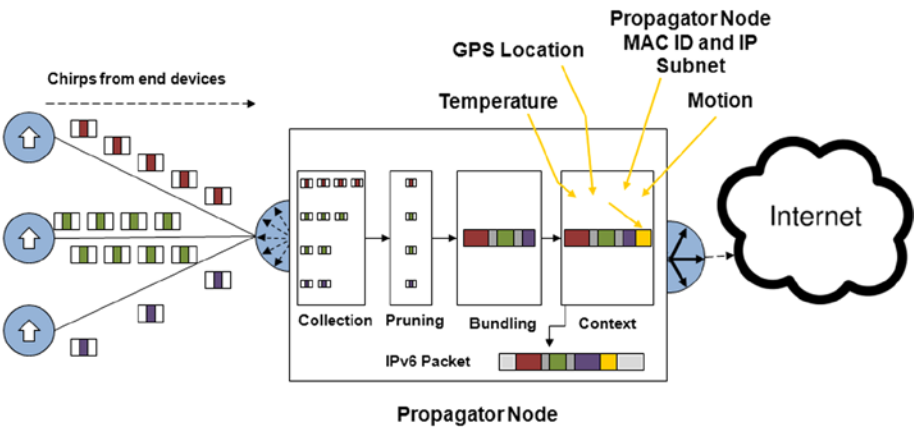 Propagator Node
MAC ID and IP
Subnet
GPS Location
Chirps from end devices
Temperature
Motion
Internet
Collection
Pruning
Bundling
Context
IPv6 Packet
Propagator Node